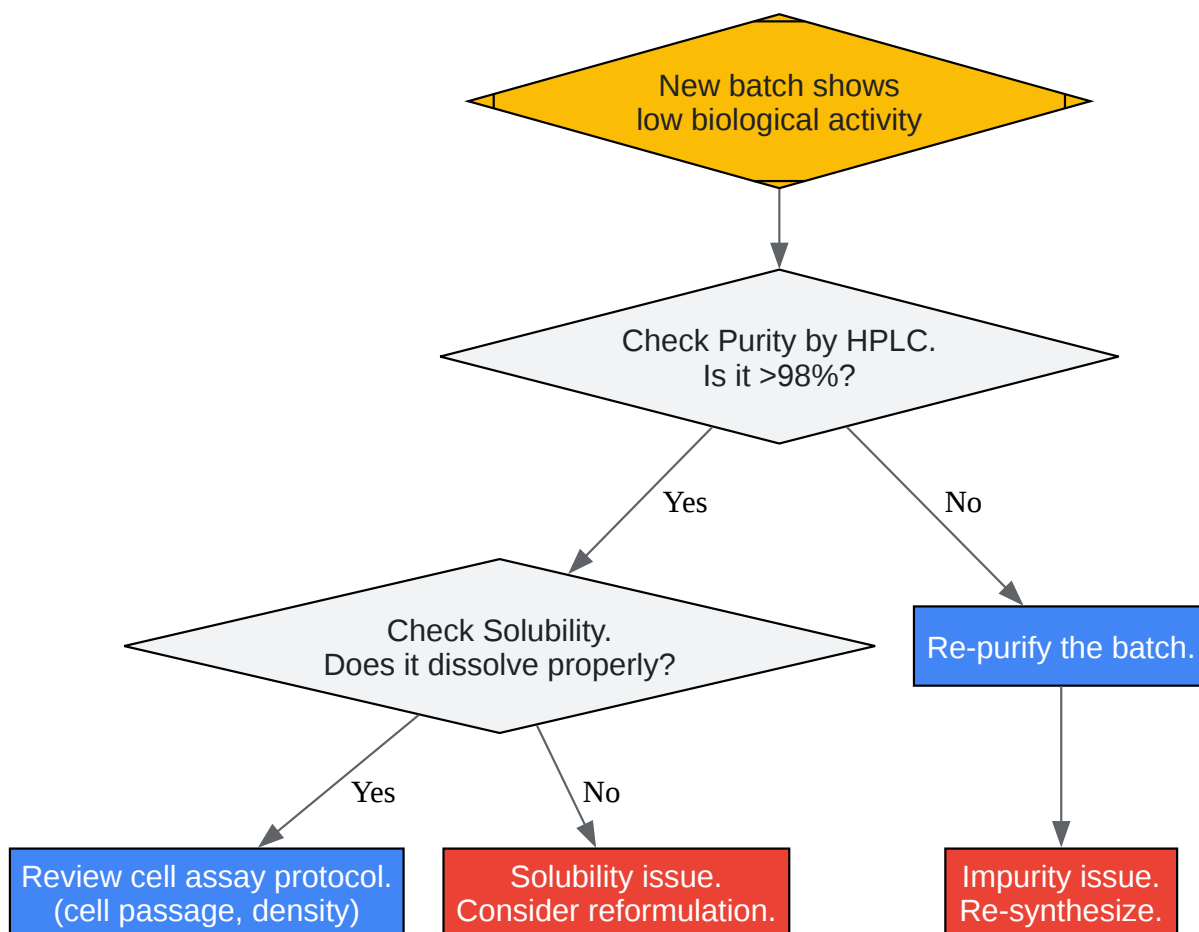 New batch shows
low biological activity
Check Purity by HPLC.
Is it >98%?
Yes
No
Check Solubility.
Does it dissolve properly?
Re-purify the batch.
Yes
No
Review cell assay protocol.
(cell passage, density)
Solubility issue.
Consider reformulation.
Impurity issue.
Re-synthesize.